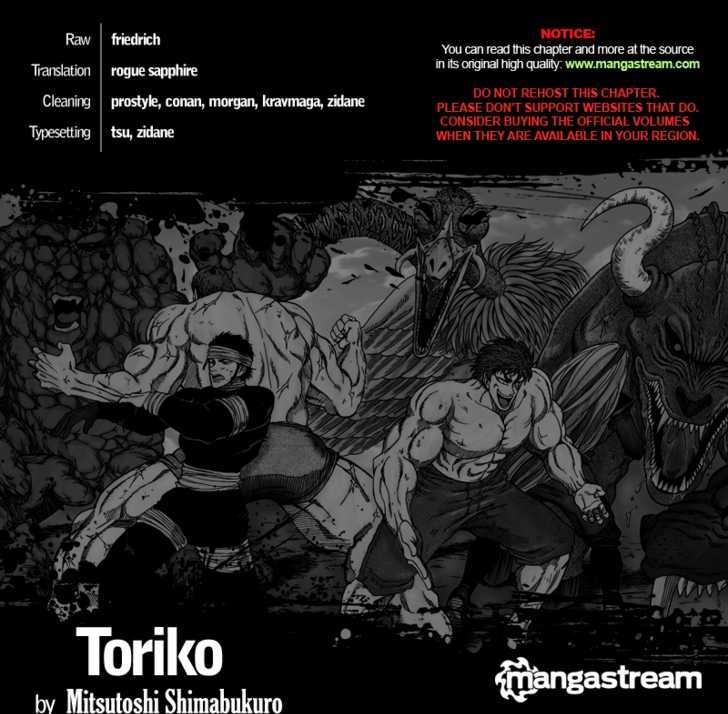 Raw friedrich
Translation rogue sapphire
Cleaning prostyle, conan, morgan, kravmaga, zidane
Typesetting tsu, zidane
NOTICE:
You can read this chapter and more at the source
in its original high quality: www.mangastream.com
DO NOT REHOST THIS CHAPTER.
PLEASE DON'T SUPPORT WEBSITES THAT DO.
CONSIDER BUYING THE OFFICIAL VOLUMES
WHEN THEY ARE AVAILABLE IN YOUR REGION.
Toriko
by Mitsutoshi Shimabukuro
mangastream